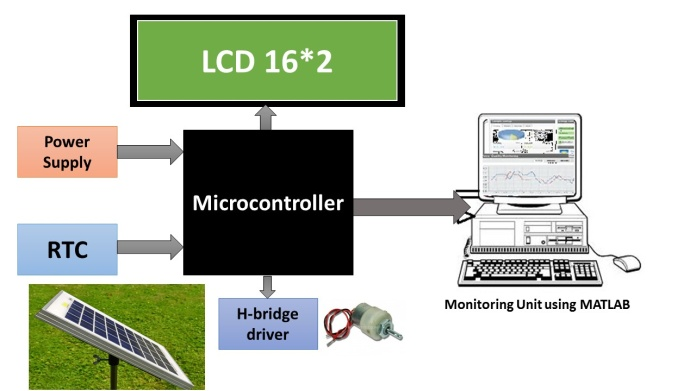 LCD 16*2
Power
Supply
Microcontroller
RTC
H-bridge
driver
Monitoring Unit using MATLAB